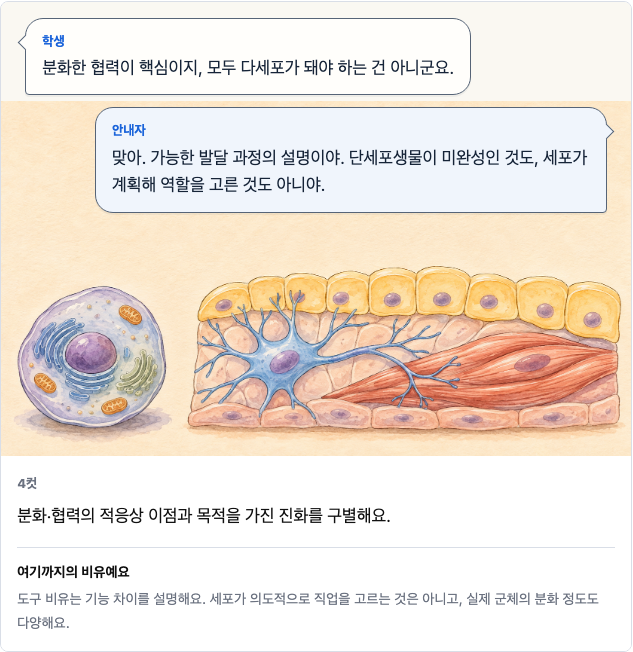 학생
분화한 협력이 핵심이지, 모두 다세포가 돼야 하는 건 아니군요.
안내자
맞아. 가능한 발달 과정의 설명이야. 단세포생물이 미완성인 것도, 세포가
계획해 역할을 고른 것도 아니야.
4컷
분화·협력의 적응상 이점과 목적을 가진 진화를 구별해요.
여기까지의 비유예요
도구 비유는 기능 차이를 설명해요. 세포가 의도적으로 직업을 고르는 것은 아니고, 실제 군체의 분화 정도도
다양해요.